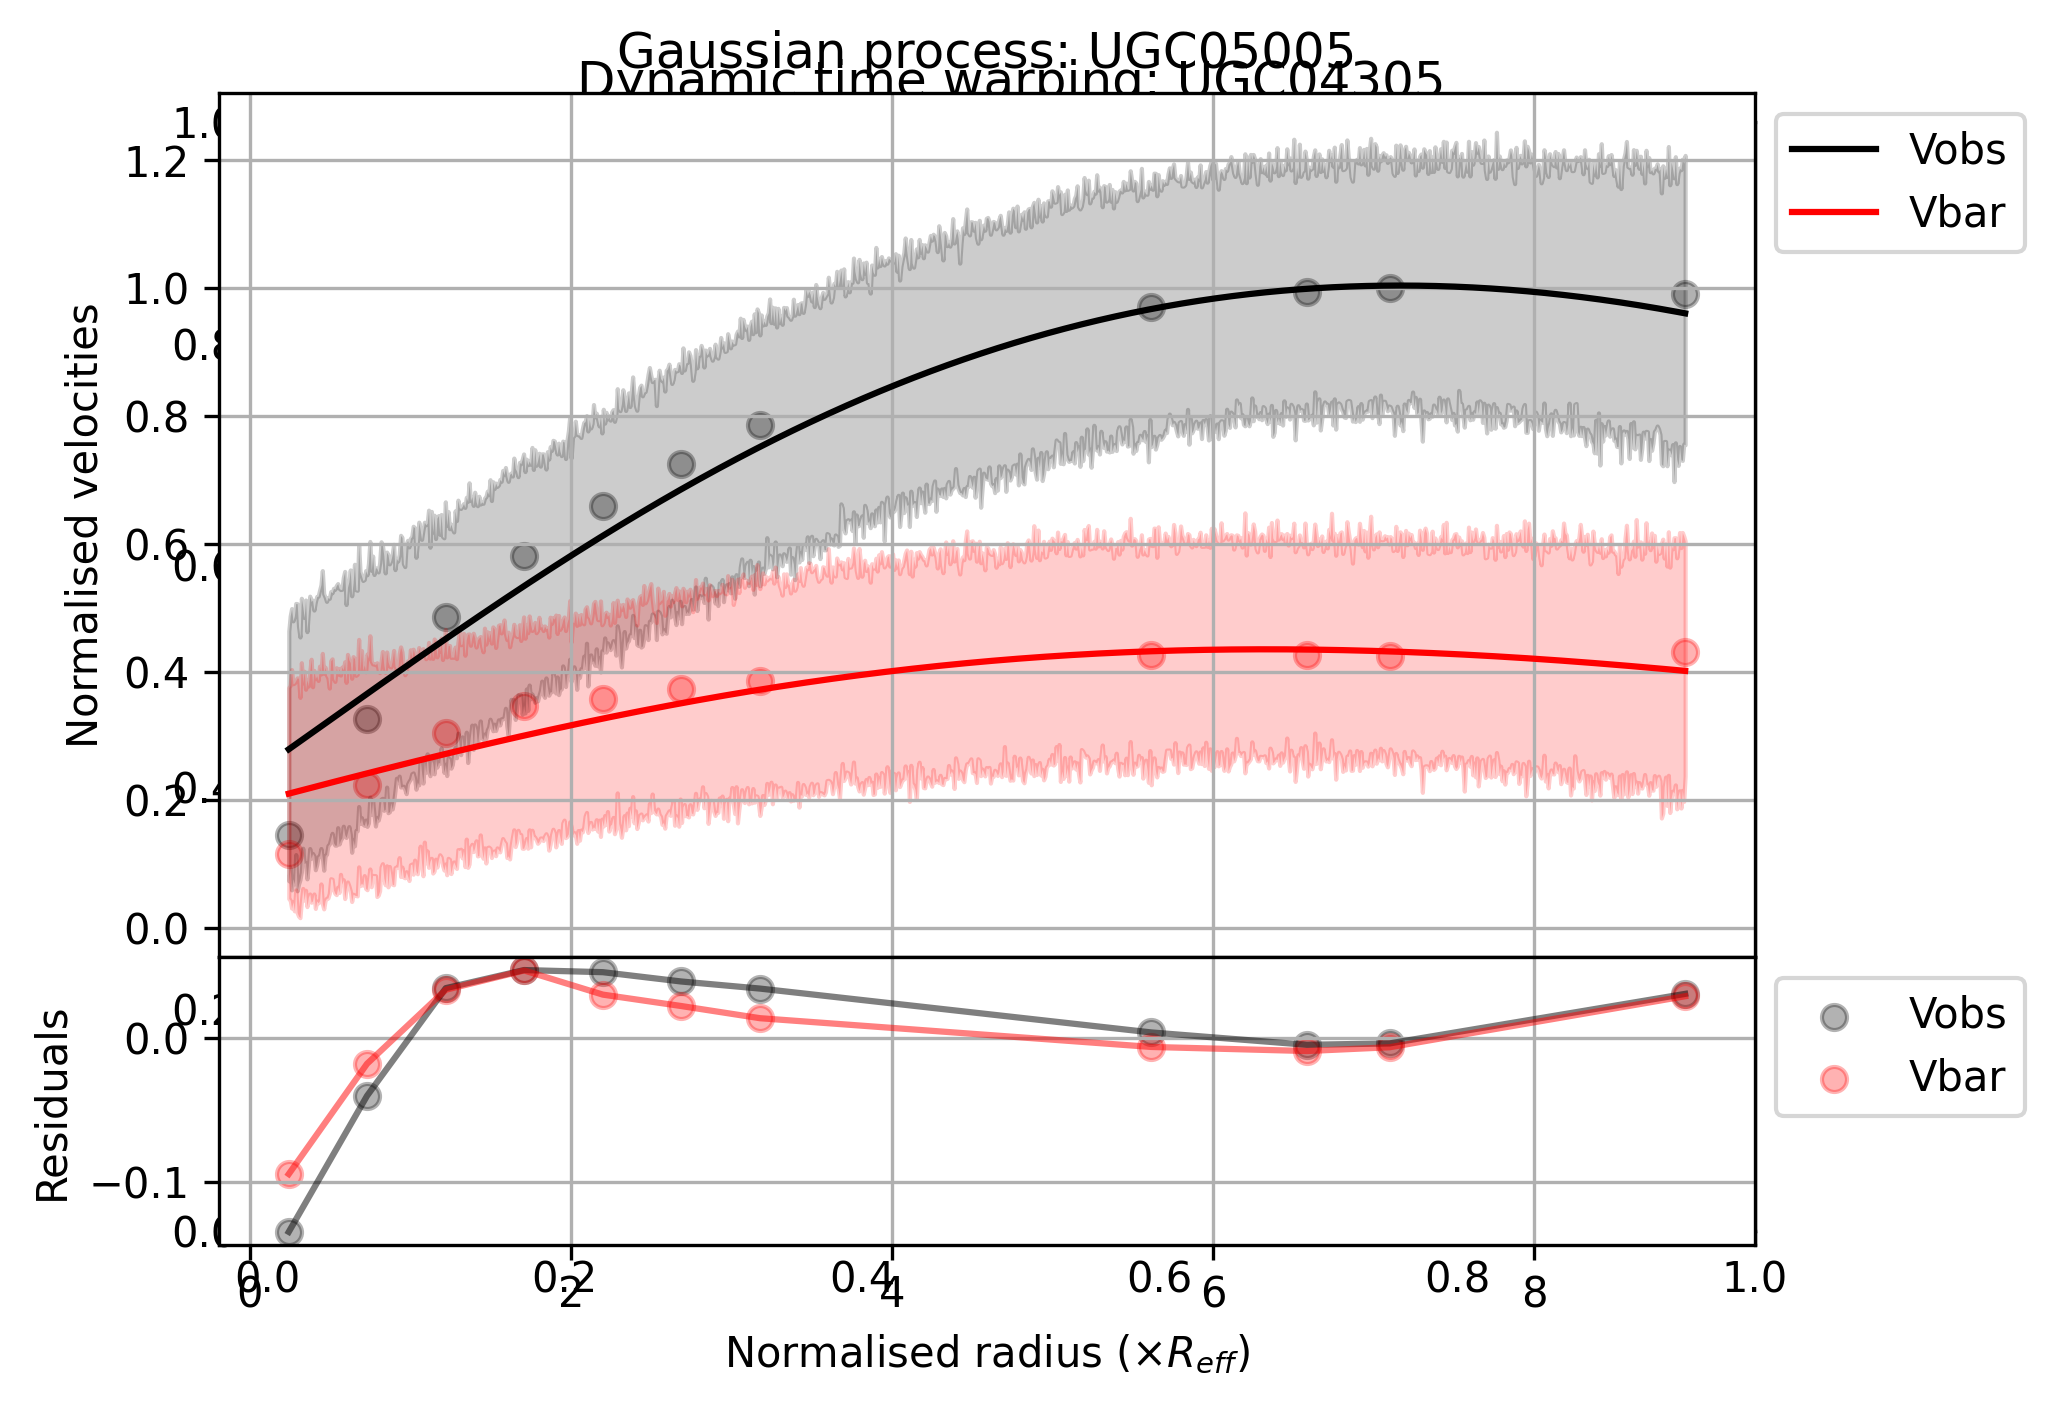 Gaussian process: UGC05005
Dynamic time warping: UGC04305
Normalised velocities
1.2
1.0
0.8
0.6
0.4
0.2
0.0
Vobs
Vbar
Residuals
0.0
−0.1
Vobs
Vbar
0.0 0.2 0.4 0.6 0.8 1.0
0 2 4 6 8
Normalised radius (×R_eff)